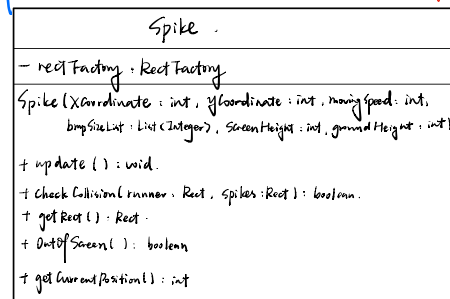 Spike .
- rectFactory : RectFactory
Spike (XCoordinate : int, yCoordinate : int, movingSpeed : int,
bmpSizeList : List<Integer>, ScreenHeight : int, groundHeight : int)
+ update ( ) : void.
+ checkCollision( runner : Rect, spikes : Rect ) : boolean.
+ getRect( ) : Rect.
+ OutOfScreen( ) : boolean
+ getCurrentPosition( ) : int